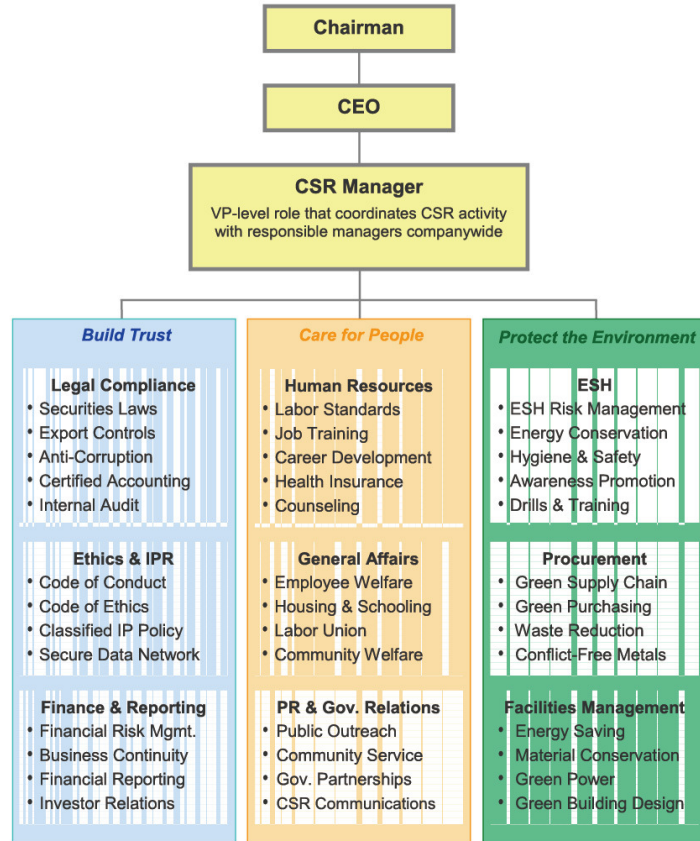 Chairman
CEO
CSR Manager
VP-level role that coordinates CSR activity
with responsible managers companywide
Build Trust
Legal Compliance
• Securities Laws
• Export Controls
• Anti-Corruption
• Certified Accounting
• Internal Audit
Ethics & IPR
• Code of Conduct
• Code of Ethics
• Classified IP Policy
• Secure Data Network
Finance & Reporting
• Financial Risk Mgmt.
• Business Continuity
• Financial Reporting
• Investor Relations
Care for People
Human Resources
• Labor Standards
• Job Training
• Career Development
• Health Insurance
• Counseling
General Affairs
• Employee Welfare
• Housing & Schooling
• Labor Union
• Community Welfare
PR & Gov. Relations
• Public Outreach
• Community Service
• Gov. Partnerships
• CSR Communications
Protect the Environment
ESH
• ESH Risk Management
• Energy Conservation
• Hygiene & Safety
• Awareness Promotion
• Drills & Training
Procurement
• Green Supply Chain
• Green Purchasing
• Waste Reduction
• Conflict-Free Metals
Facilities Management
• Energy Saving
• Material Conservation
• Green Power
• Green Building Design